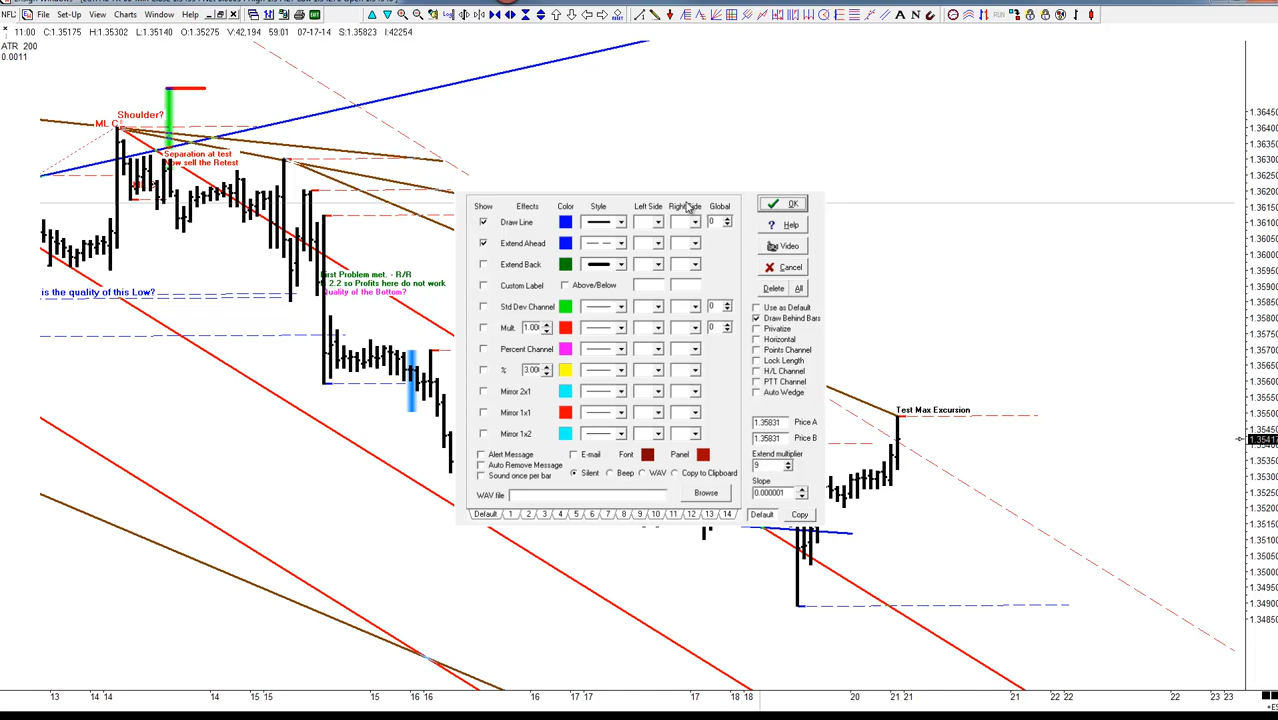 NFL File Set-Up View Charts Window Help
11:00 C:1.35175 H:1.35302 L:1.35140 O:1.35275 V:42.194 59:01 07-17-14 S:1.35823 I:42254
ATR 200
0.0011
Shoulder?
ML C
Separation at test
Now sell the Retest
is the quality of this Low?
First Problem met. - R/R
2.2 so Profits here do not work
Quality of the Bottom?
Test Max Excursion
Show Effects Color Style Left Side Right Side Global
Draw Line 0
Extend Ahead
Extend Back
Custom Label Above/Below
Std Dev Channel 0
Mult. 1.00 0
Percent Channel
% 3.00
Mirror 2x1
Mirror 1x1
Mirror 1x2
Alert Message E-mail Font Panel
Auto Remove Message Silent Beep WAV Copy to Clipboard
Sound once per bar
WAV file Browse
Default 1 2 3 4 5 6 7 8 9 10 11 12 13 14
OK
Help
Video
Cancel
Delete All
Use as Default
Draw Behind Bars
Privatize
Horizontal
Points Channel
Lock Length
H/L Channel
PTT Channel
Auto Wedge
1.35831 Price A
1.35831 Price B
Extend multiplier
9
Slope
0.000001
Default Copy
1.36450
1.36400
1.36350
1.36300
1.36250
1.36200
1.36150
1.36100
1.36050
1.36000
1.35950
1.35900
1.35850
1.35800
1.35750
1.35700
1.35650
1.35600
1.35550
1.35500
1.35450
1.35417
1.35350
1.35300
1.35250
1.35200
1.35150
1.35100
1.35050
1.35000
1.34950
1.34900
1.34850
13 14 14 14 15 15 15 16 16 16 17 17 17 18 18 20 21 21 21 22 22 22 23 23